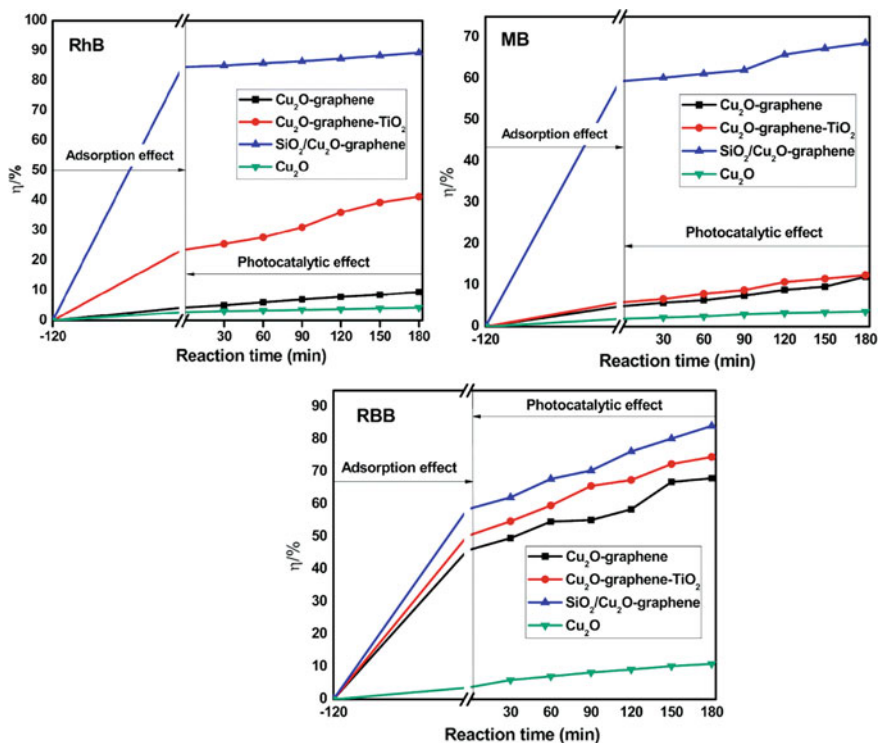 RhB
100
90
80
70
60
50
40
30
20
10
0
η/%
Adsorption effect
Cu₂O-graphene
Cu₂O-graphene-TiO₂
SiO₂/Cu₂O-graphene
Cu₂O
Photocatalytic effect
-120 30 60 90 120 150 180
Reaction time (min)
MB
70
60
50
40
30
20
10
0
η/%
Adsorption effect
Cu₂O-graphene
Cu₂O-graphene-TiO₂
SiO₂/Cu₂O-graphene
Cu₂O
Photocatalytic effect
-120 30 60 90 120 150 180
Reaction time (min)
RBB
90
80
70
60
50
40
30
20
10
0
η/%
Photocatalytic effect
Adsorption effect
Cu₂O-graphene
Cu₂O-graphene-TiO₂
SiO₂/Cu₂O-graphene
Cu₂O
-120 30 60 90 120 150 180
Reaction time (min)